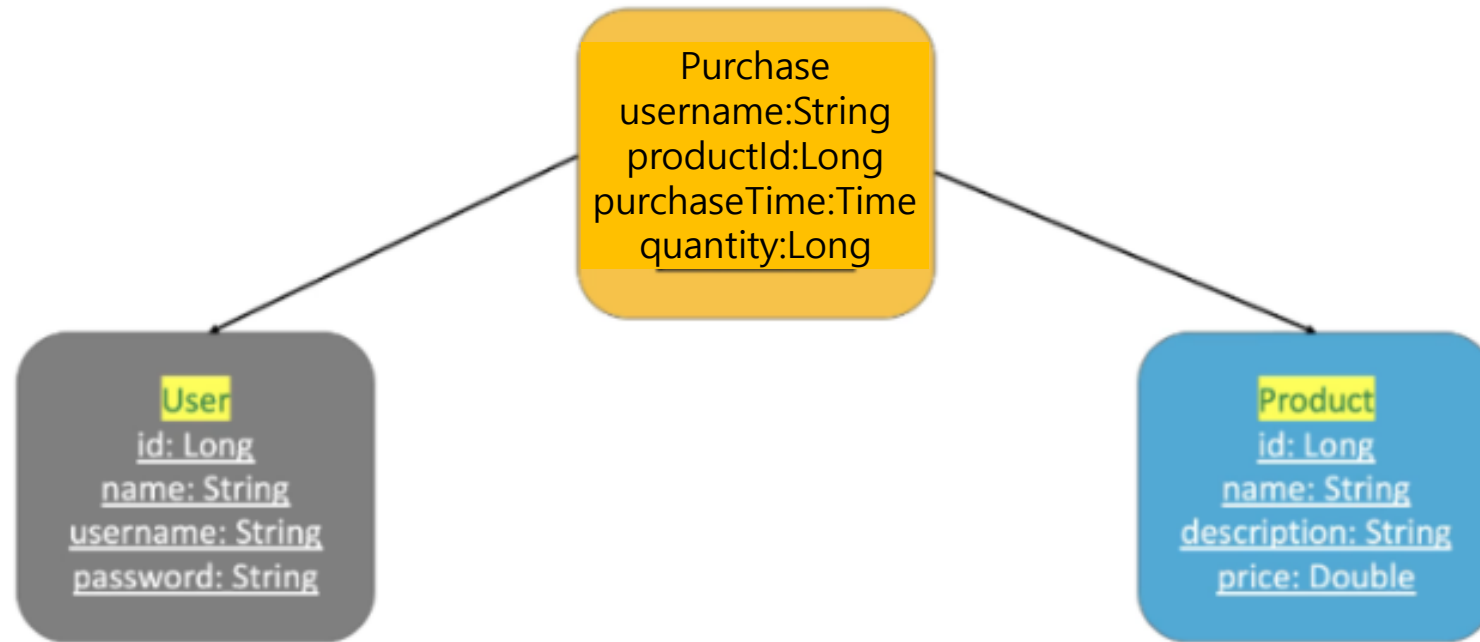 Purchase
username:String
productId:Long
purchaseTime:Time
quantity:Long
User
id: Long
name: String
username: String
password: String
Product
id: Long
name: String
description: String
price: Double